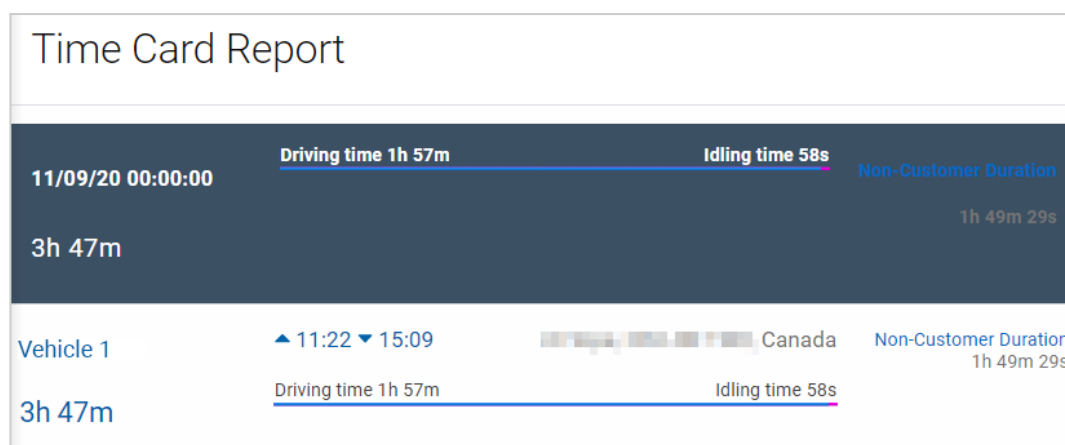 Time Card Report
Driving time 1h 57m Idling time 58s
11/09/20 00:00:00 Non-Customer Duration
1h 49m 29s
3h 47m
Vehicle 1 ▲ 11:22 ▼ 15:09 Canada Non-Customer Duration
1h 49m 29s
Driving time 1h 57m Idling time 58s
3h 47m